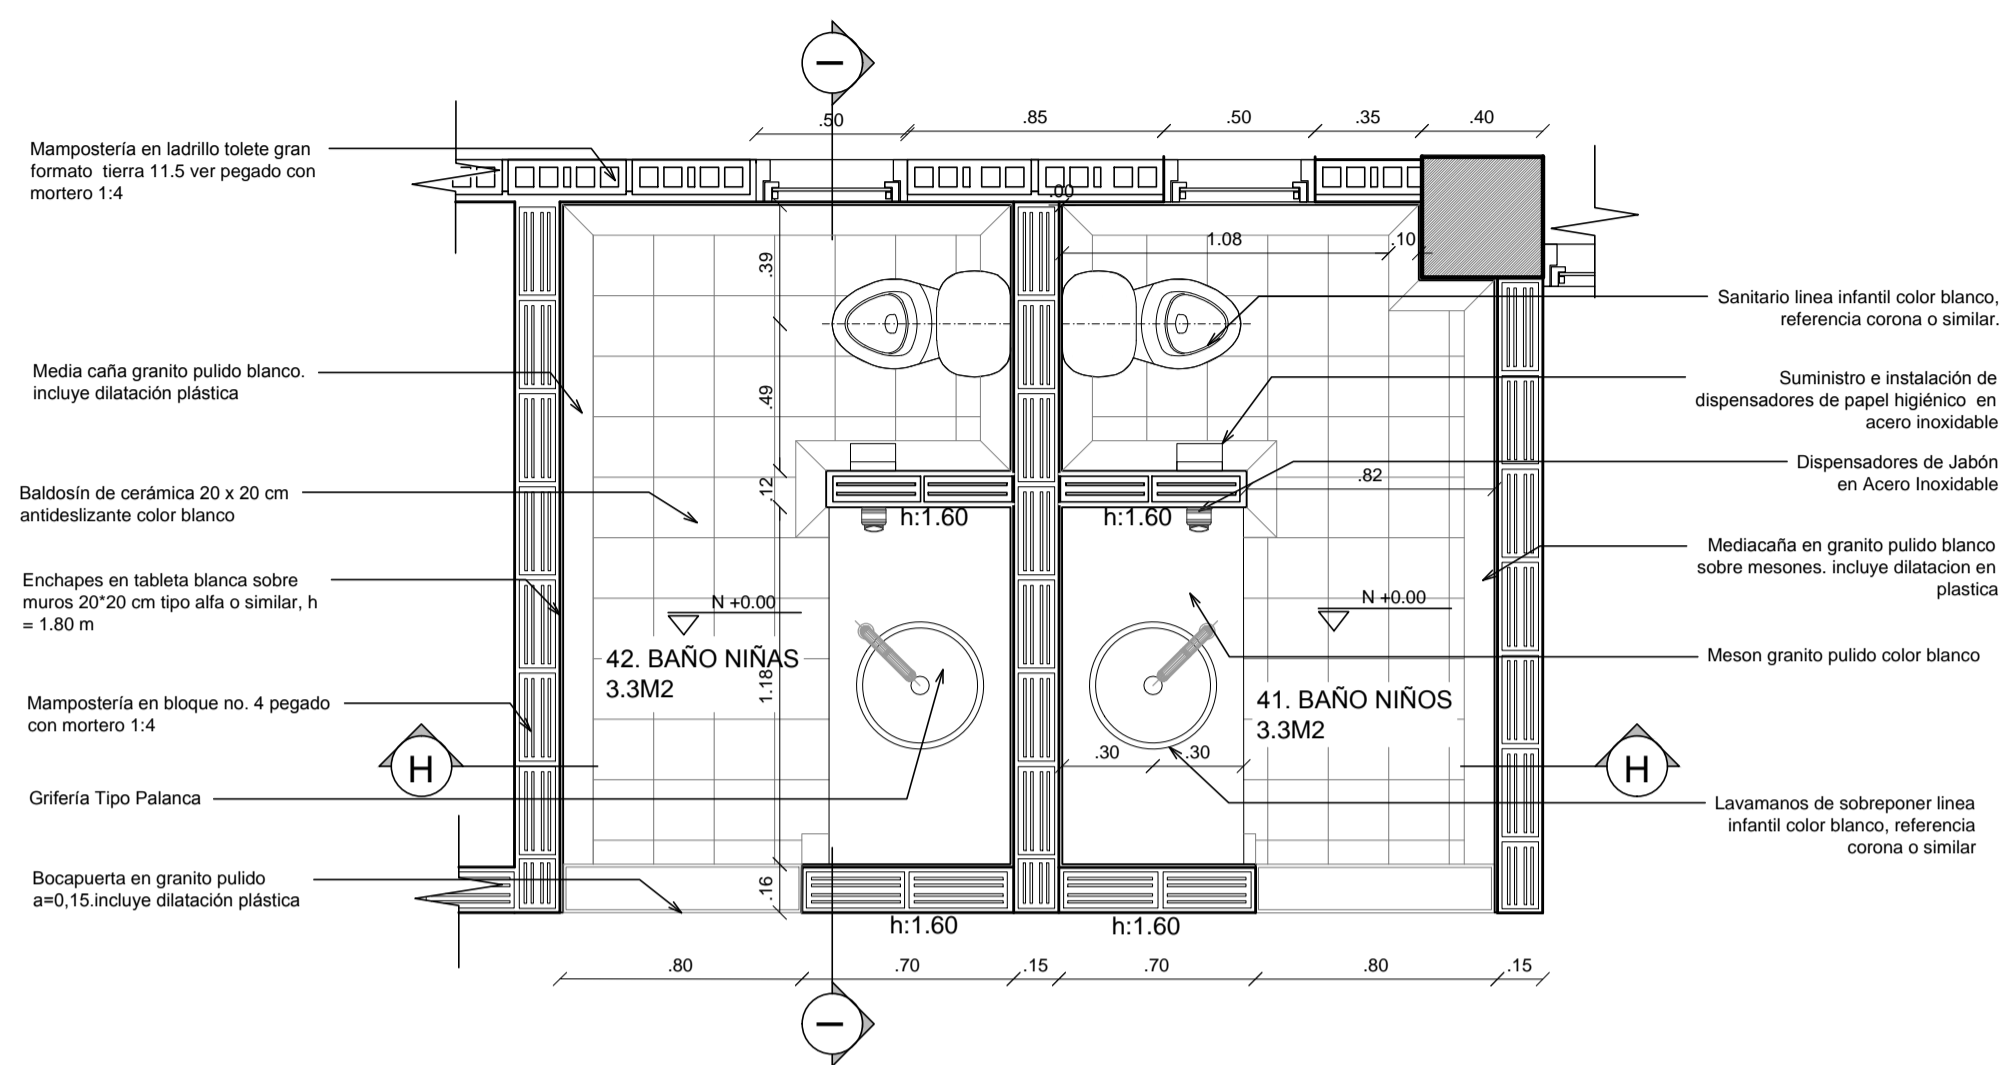 I
.50
.85
.50
.35
.40
Mampostería en ladrillo tolete gran
formato tierra 11.5 ver pegado con
mortero 1:4
.00
1.08
.10
.39
Sanitario linea infantil color blanco,
referencia corona o similar.
Media caña granito pulido blanco.
incluye dilatación plástica
.49
Suministro e instalación de
dispensadores de papel higiénico en
acero inoxidable
Baldosín de cerámica 20 x 20 cm
antideslizante color blanco
.12
.82
Dispensadores de Jabón
en Acero Inoxidable
h:1.60
h:1.60
Enchapes en tableta blanca sobre
muros 20*20 cm tipo alfa o similar, h
= 1.80 m
N +0.00
N +0.00
Mediacaña en granito pulido blanco
sobre mesones. incluye dilatacion en
plastica
42. BAÑO NIÑAS
3.3M2
1.18
Meson granito pulido color blanco
41. BAÑO NIÑOS
3.3M2
Mampostería en bloque no. 4 pegado
con mortero 1:4
.30
.30
H
H
Grifería Tipo Palanca
Lavamanos de sobreponer linea
infantil color blanco, referencia
corona o similar
Bocapuerta en granito pulido
a=0,15.incluye dilatación plástica
.16
h:1.60
h:1.60
.80
.70
.15
.70
.80
.15
I